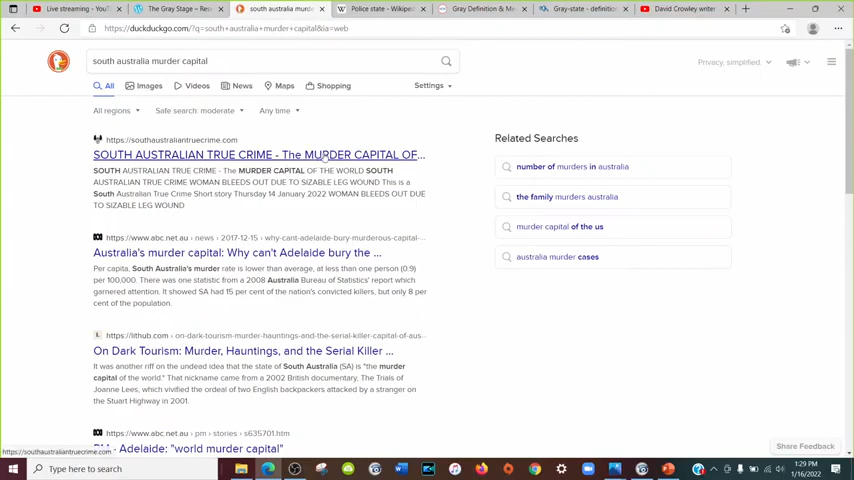 Live streaming - YouT
The Gray Stage – Rese
south australia murder
Police state - Wikiped
Gray Definition & Me
Gray-state - definition
David Crowley writer
https://duckduckgo.com/?q=south+australia+murder+capital&ia=web
south australia murder capital
Privacy, simplified.
All
Images
Videos
News
Maps
Shopping
Settings
All regions
Safe search: moderate
Any time
https://southaustraliantruecrime.com
SOUTH AUSTRALIAN TRUE CRIME - The MURDER CAPITAL OF...
SOUTH AUSTRALIAN TRUE CRIME - The MURDER CAPITAL OF THE WORLD SOUTH
AUSTRALIAN TRUE CRIME WOMAN BLEEDS OUT DUE TO SIZABLE LEG WOUND This is a
South Australian True Crime Short story Thursday 14 January 2022 WOMAN BLEEDS OUT DUE
TO SIZABLE LEG WOUND
https://www.abc.net.au › news › 2017-12-15 › why-cant-adelaide-bury-murderous-capital-...
Australia's murder capital: Why can't Adelaide bury the ...
Per capita, South Australia's murder rate is lower than average, at less than one person (0.9)
per 100,000. There was one statistic from a 2008 Australia Bureau of Statistics' report which
garnered attention. It showed SA had 15 per cent of the nation's convicted killers, but only 8 per
cent of the population.
https://lithub.com › on-dark-tourism-murder-hauntings-and-the-serial-killer-capital-of-aus...
On Dark Tourism: Murder, Hauntings, and the Serial Killer ...
It was another riff on the undead idea that the state of South Australia (SA) is "the murder
capital of the world." That nickname came from a 2002 British documentary, The Trials of
Joanne Lees, which vivified the ordeal of two English backpackers attacked by a stranger on
the Stuart Highway in 2001.
https://www.abc.net.au › pm › stories › s635701.htm
PM - Adelaide: "world murder capital"
Related Searches
number of murders in australia
the family murders australia
murder capital of the us
australia murder cases
Share Feedback
https://southaustraliantruecrime.com
Type here to search
1:29 PM
1/16/2022